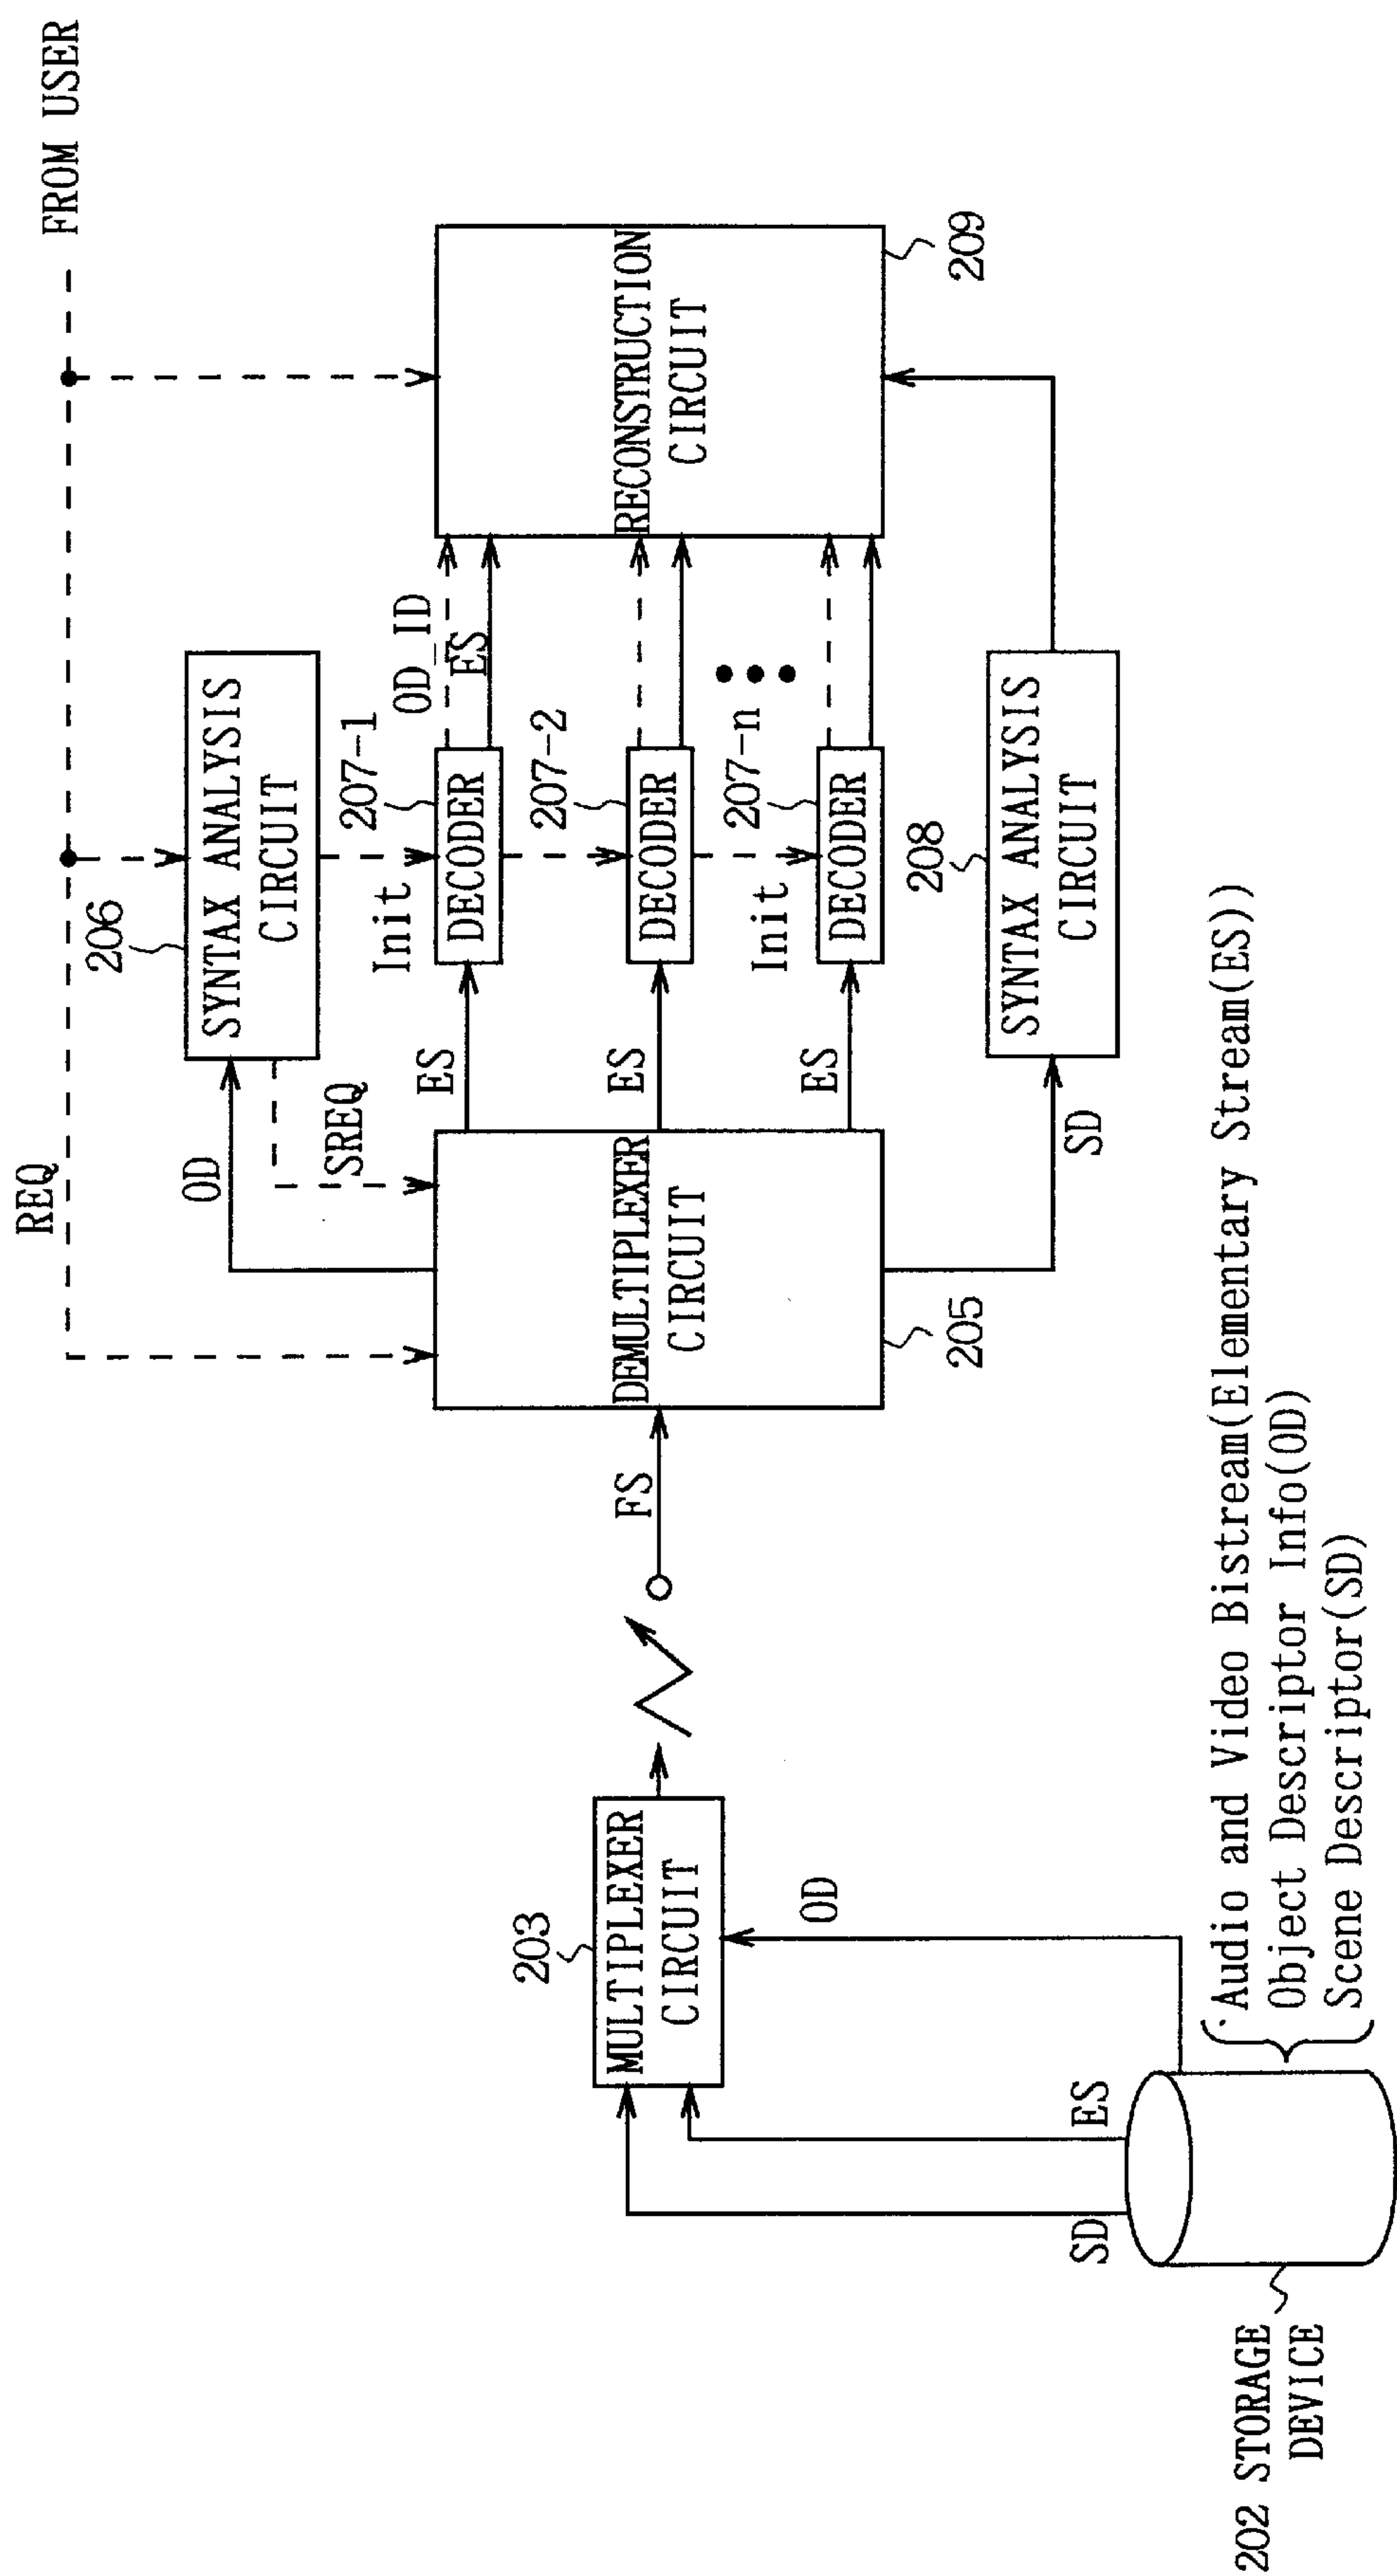 REQ
FROM USER
206
SYNTAX ANALYSIS
CIRCUIT
OD
SREQ
Init
207-1
DECODER
OD_ID
ES
ES
207-2
DECODER
ES
Init
207-n
DECODER
ES
RECONSTRUCTION
CIRCUIT
209
FS
DEMULTIPLEXER
CIRCUIT
205
SD
208
SYNTAX ANALYSIS
CIRCUIT
203
MULTIPLEXER
CIRCUIT
OD
SD
ES
202 STORAGE
DEVICE
Audio and Video Bistream(Elementary Stream(ES))
Object Descriptor Info(OD)
Scene Descriptor(SD)